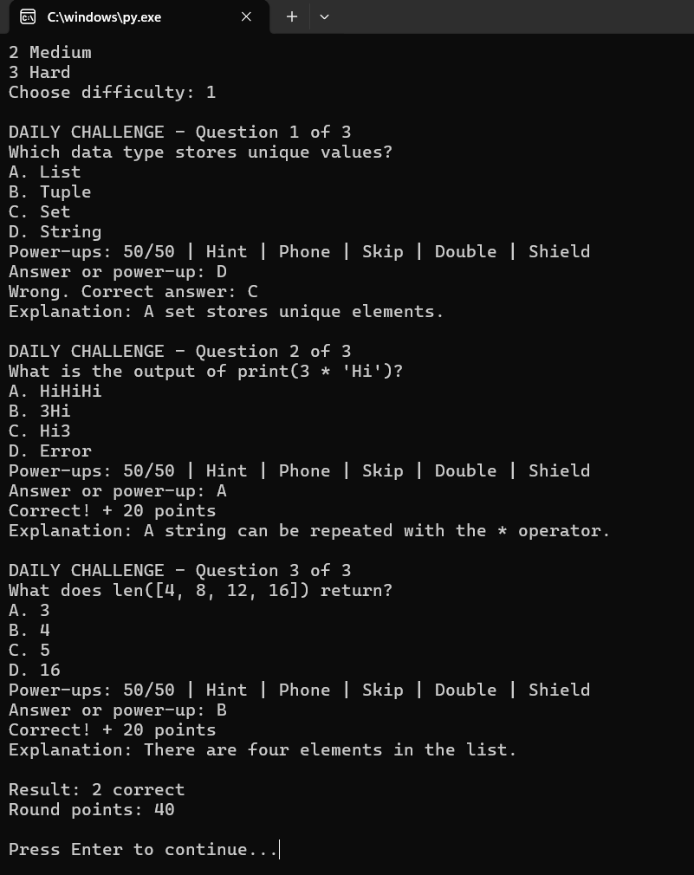 C:\windows\py.exe
2 Medium
3 Hard
Choose difficulty: 1
DAILY CHALLENGE - Question 1 of 3
Which data type stores unique values?
A. List
B. Tuple
C. Set
D. String
Power-ups: 50/50 | Hint | Phone | Skip | Double | Shield
Answer or power-up: D
Wrong. Correct answer: C
Explanation: A set stores unique elements.
DAILY CHALLENGE - Question 2 of 3
What is the output of print(3 * 'Hi')?
A. HiHiHi
B. 3Hi
C. Hi3
D. Error
Power-ups: 50/50 | Hint | Phone | Skip | Double | Shield
Answer or power-up: A
Correct! + 20 points
Explanation: A string can be repeated with the * operator.
DAILY CHALLENGE - Question 3 of 3
What does len([4, 8, 12, 16]) return?
A. 3
B. 4
C. 5
D. 16
Power-ups: 50/50 | Hint | Phone | Skip | Double | Shield
Answer or power-up: B
Correct! + 20 points
Explanation: There are four elements in the list.
Result: 2 correct
Round points: 40
Press Enter to continue...